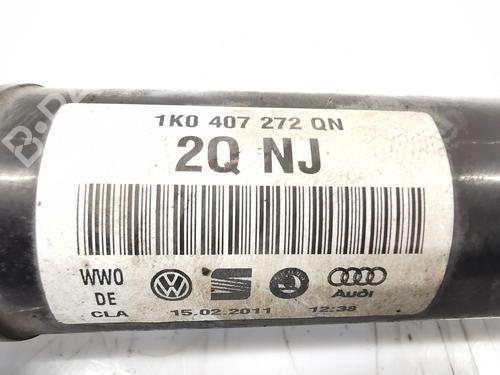 1K0 407 272 QN
2Q NJ
WWO
DE
CLA
Audi
15.02.2011 12:38